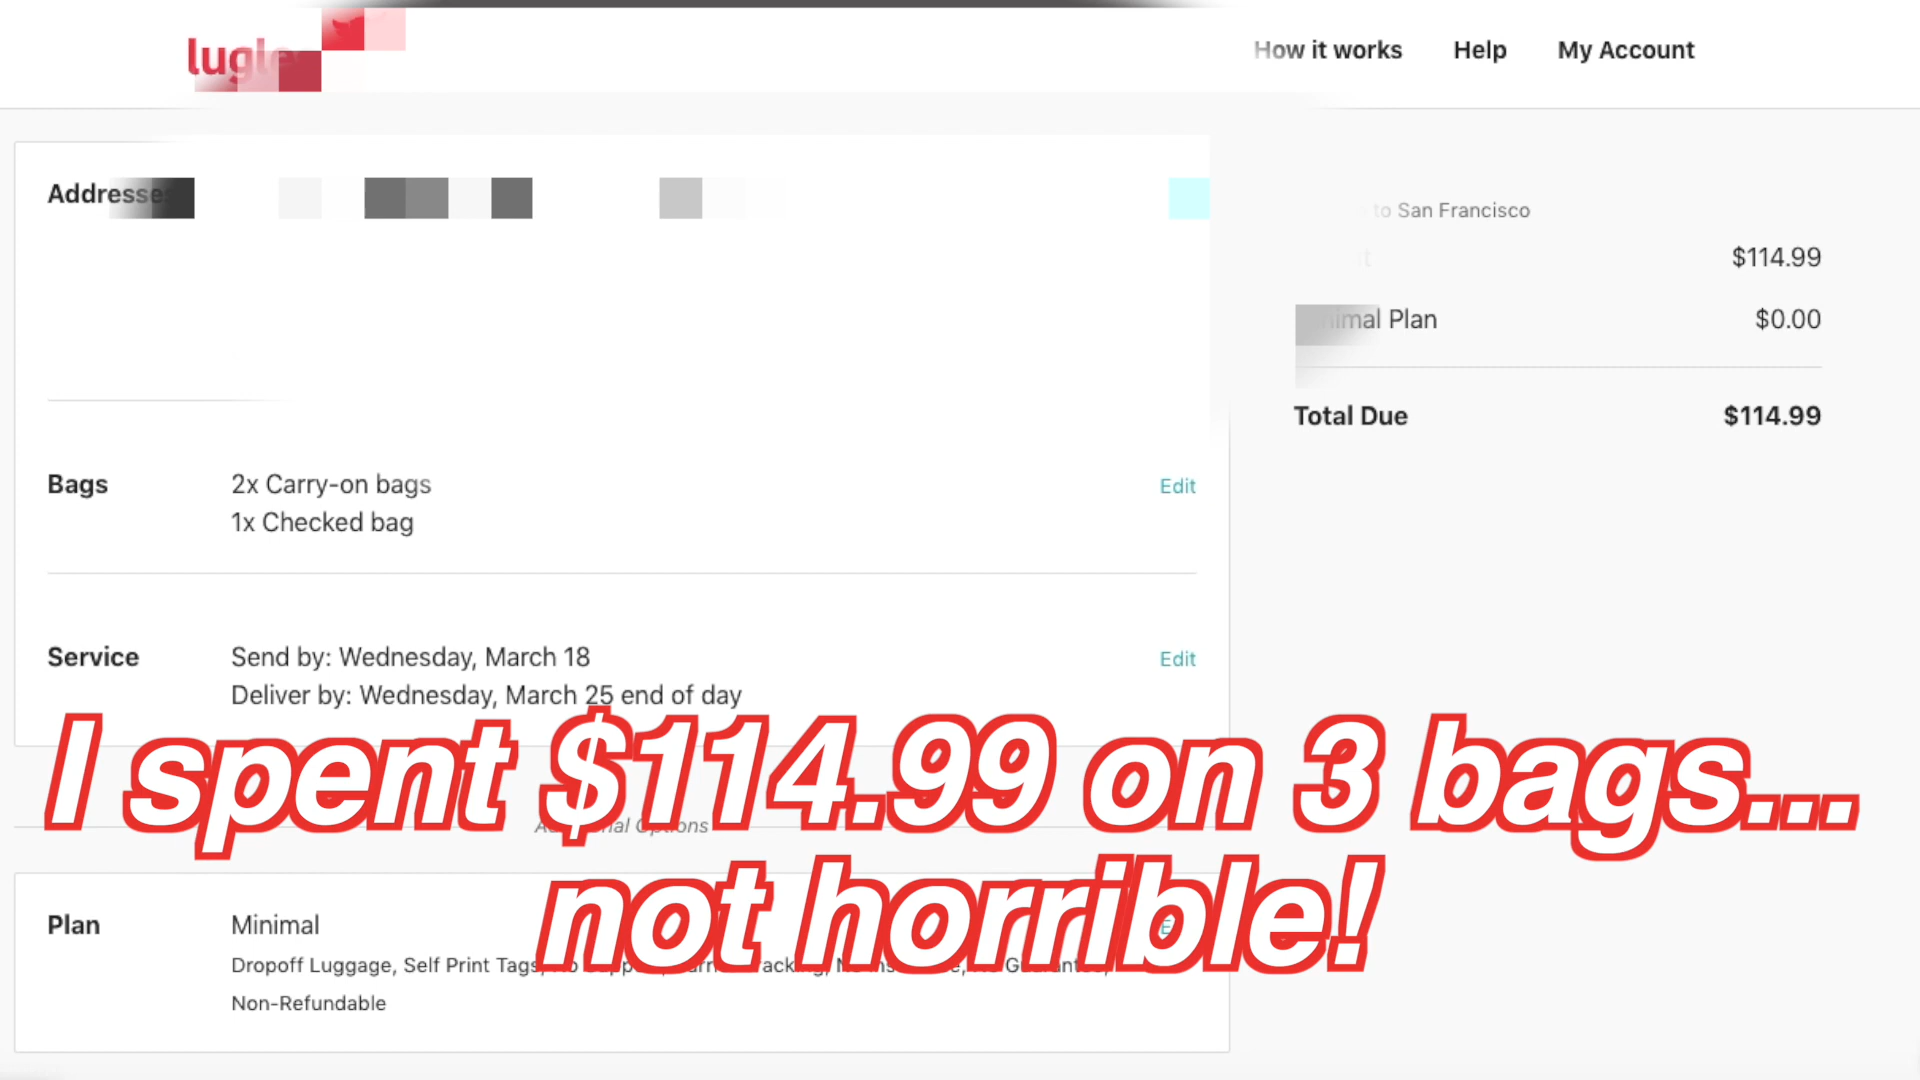 How it works Help My Account
to San Francisco
$114.99
Plan $0.00
Total Due $114.99
Bags 2x Carry-on bags Edit
1x Checked bag
Service Send by: Wednesday, March 18 Edit
Deliver by: Wednesday, March 25 end of day
I spent $114.99 on 3 bags...
not horrible!
Plan Minimal
Dropoff Luggage, Self Print Tags,
Non-Refundable